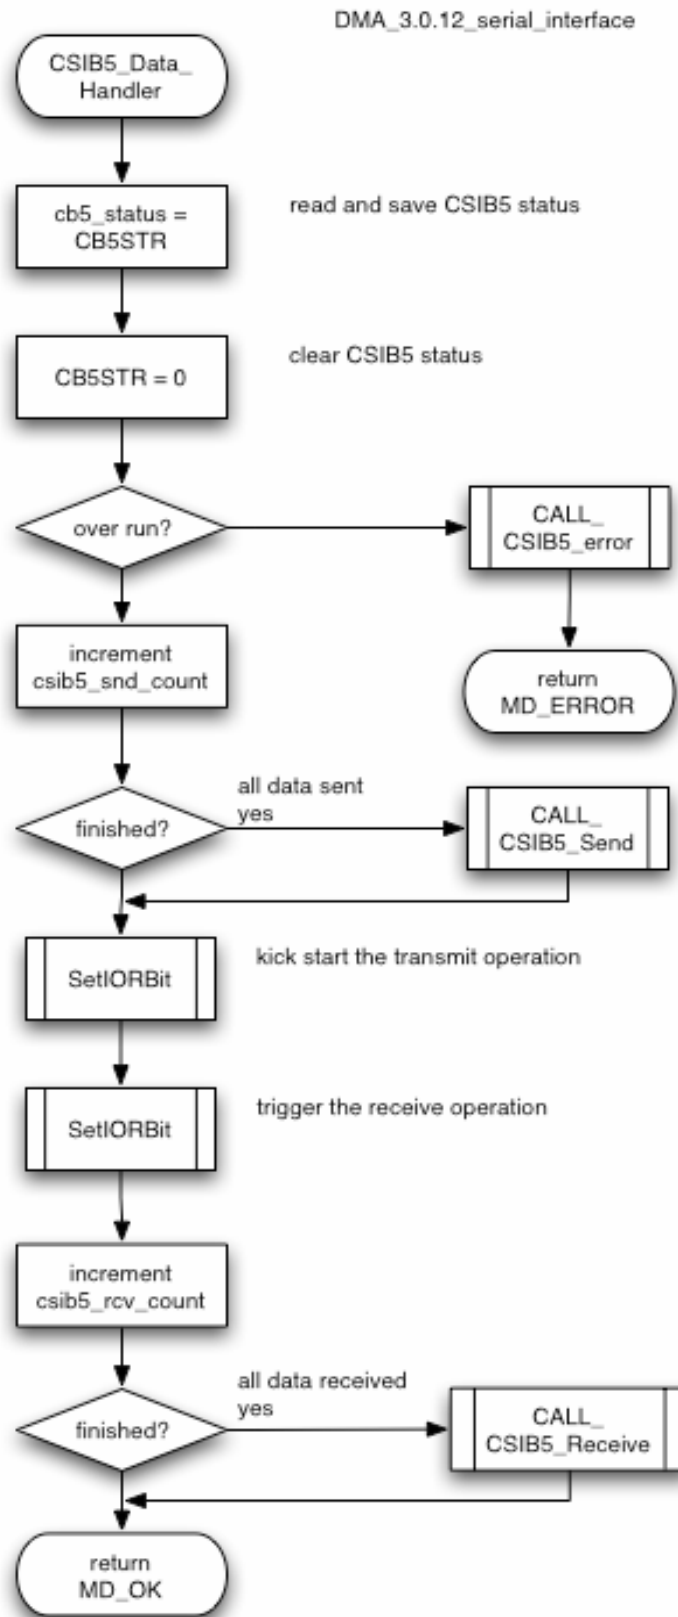 DMA_3.0.12_serial_interface
CSIB5_Data_
Handler
cb5_status =
CB5STR
read and save CSIB5 status
CB5STR = 0
clear CSIB5 status
over run?
CALL_
CSIB5_error
increment
csib5_snd_count
return
MD_ERROR
all data sent
yes
finished?
CALL_
CSIB5_Send
SetIORBit
kick start the transmit operation
SetIORBit
trigger the receive operation
increment
csib5_rcv_count
all data received
yes
finished?
CALL_
CSIB5_Receive
return
MD_OK